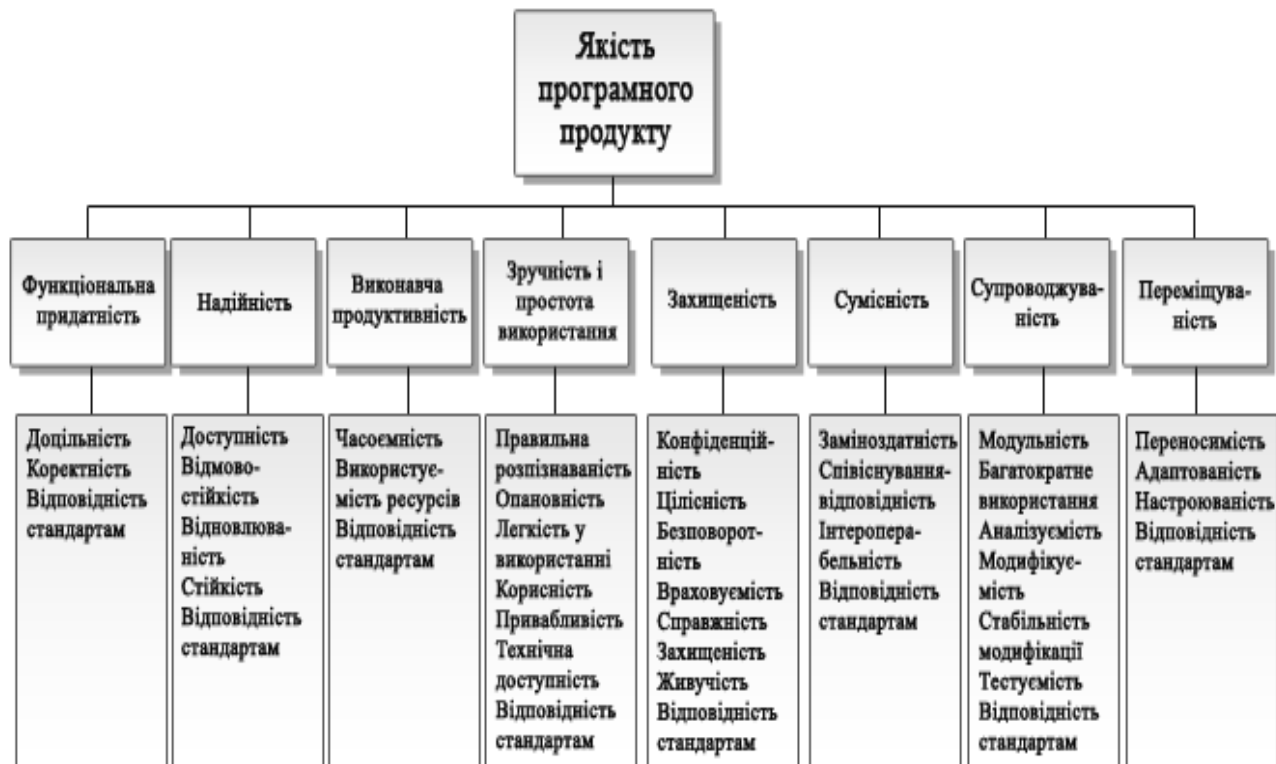 Якість
програмного
продукту
Функціональна
придатність
Надійність
Виконавча
продуктивність
Зручність і
простота
використання
Захищеність
Сумісність
Супроводжува-
ність
Переміщува-
ність
Доцільність
Коректність
Відповідність
стандартам
Доступність
Відмово-
стійкість
Відновлюва-
ність
Стійкість
Відповідність
стандартам
Часоємність
Використує-
мість ресурсів
Відповідність
стандартам
Правильна
розпізнаваність
Опановність
Легкість у
використанні
Корисність
Привабливість
Технічна
доступність
Відповідність
стандартам
Конфіденцій-
ність
Цілісність
Безповорот-
ність
Враховуємість
Справжність
Захищеність
Живучість
Відповідність
стандартам
Заміноздатність
Співіснування-
відповідність
Інтеропера-
бельність
Відповідність
стандартам
Модульність
Багатократне
використання
Аналізуємість
Модифікує-
мість
Стабільність
модифікації
Тестуємість
Відповідність
стандартам
Переносимість
Адаптованість
Настроюваність
Відповідність
стандартам